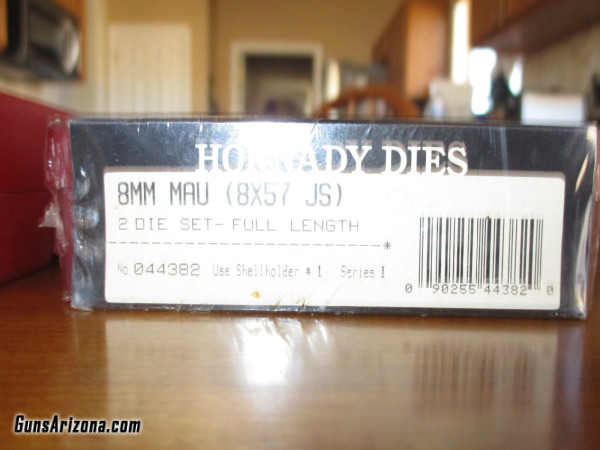 HORNADY DIES
8MM MAU (8X57 JS)
2 DIE SET- FULL LENGTH
-----------------------------*
No 044382 Use Shellholder # 1 Series I
0 90255 44382 0
GunsArizona.com